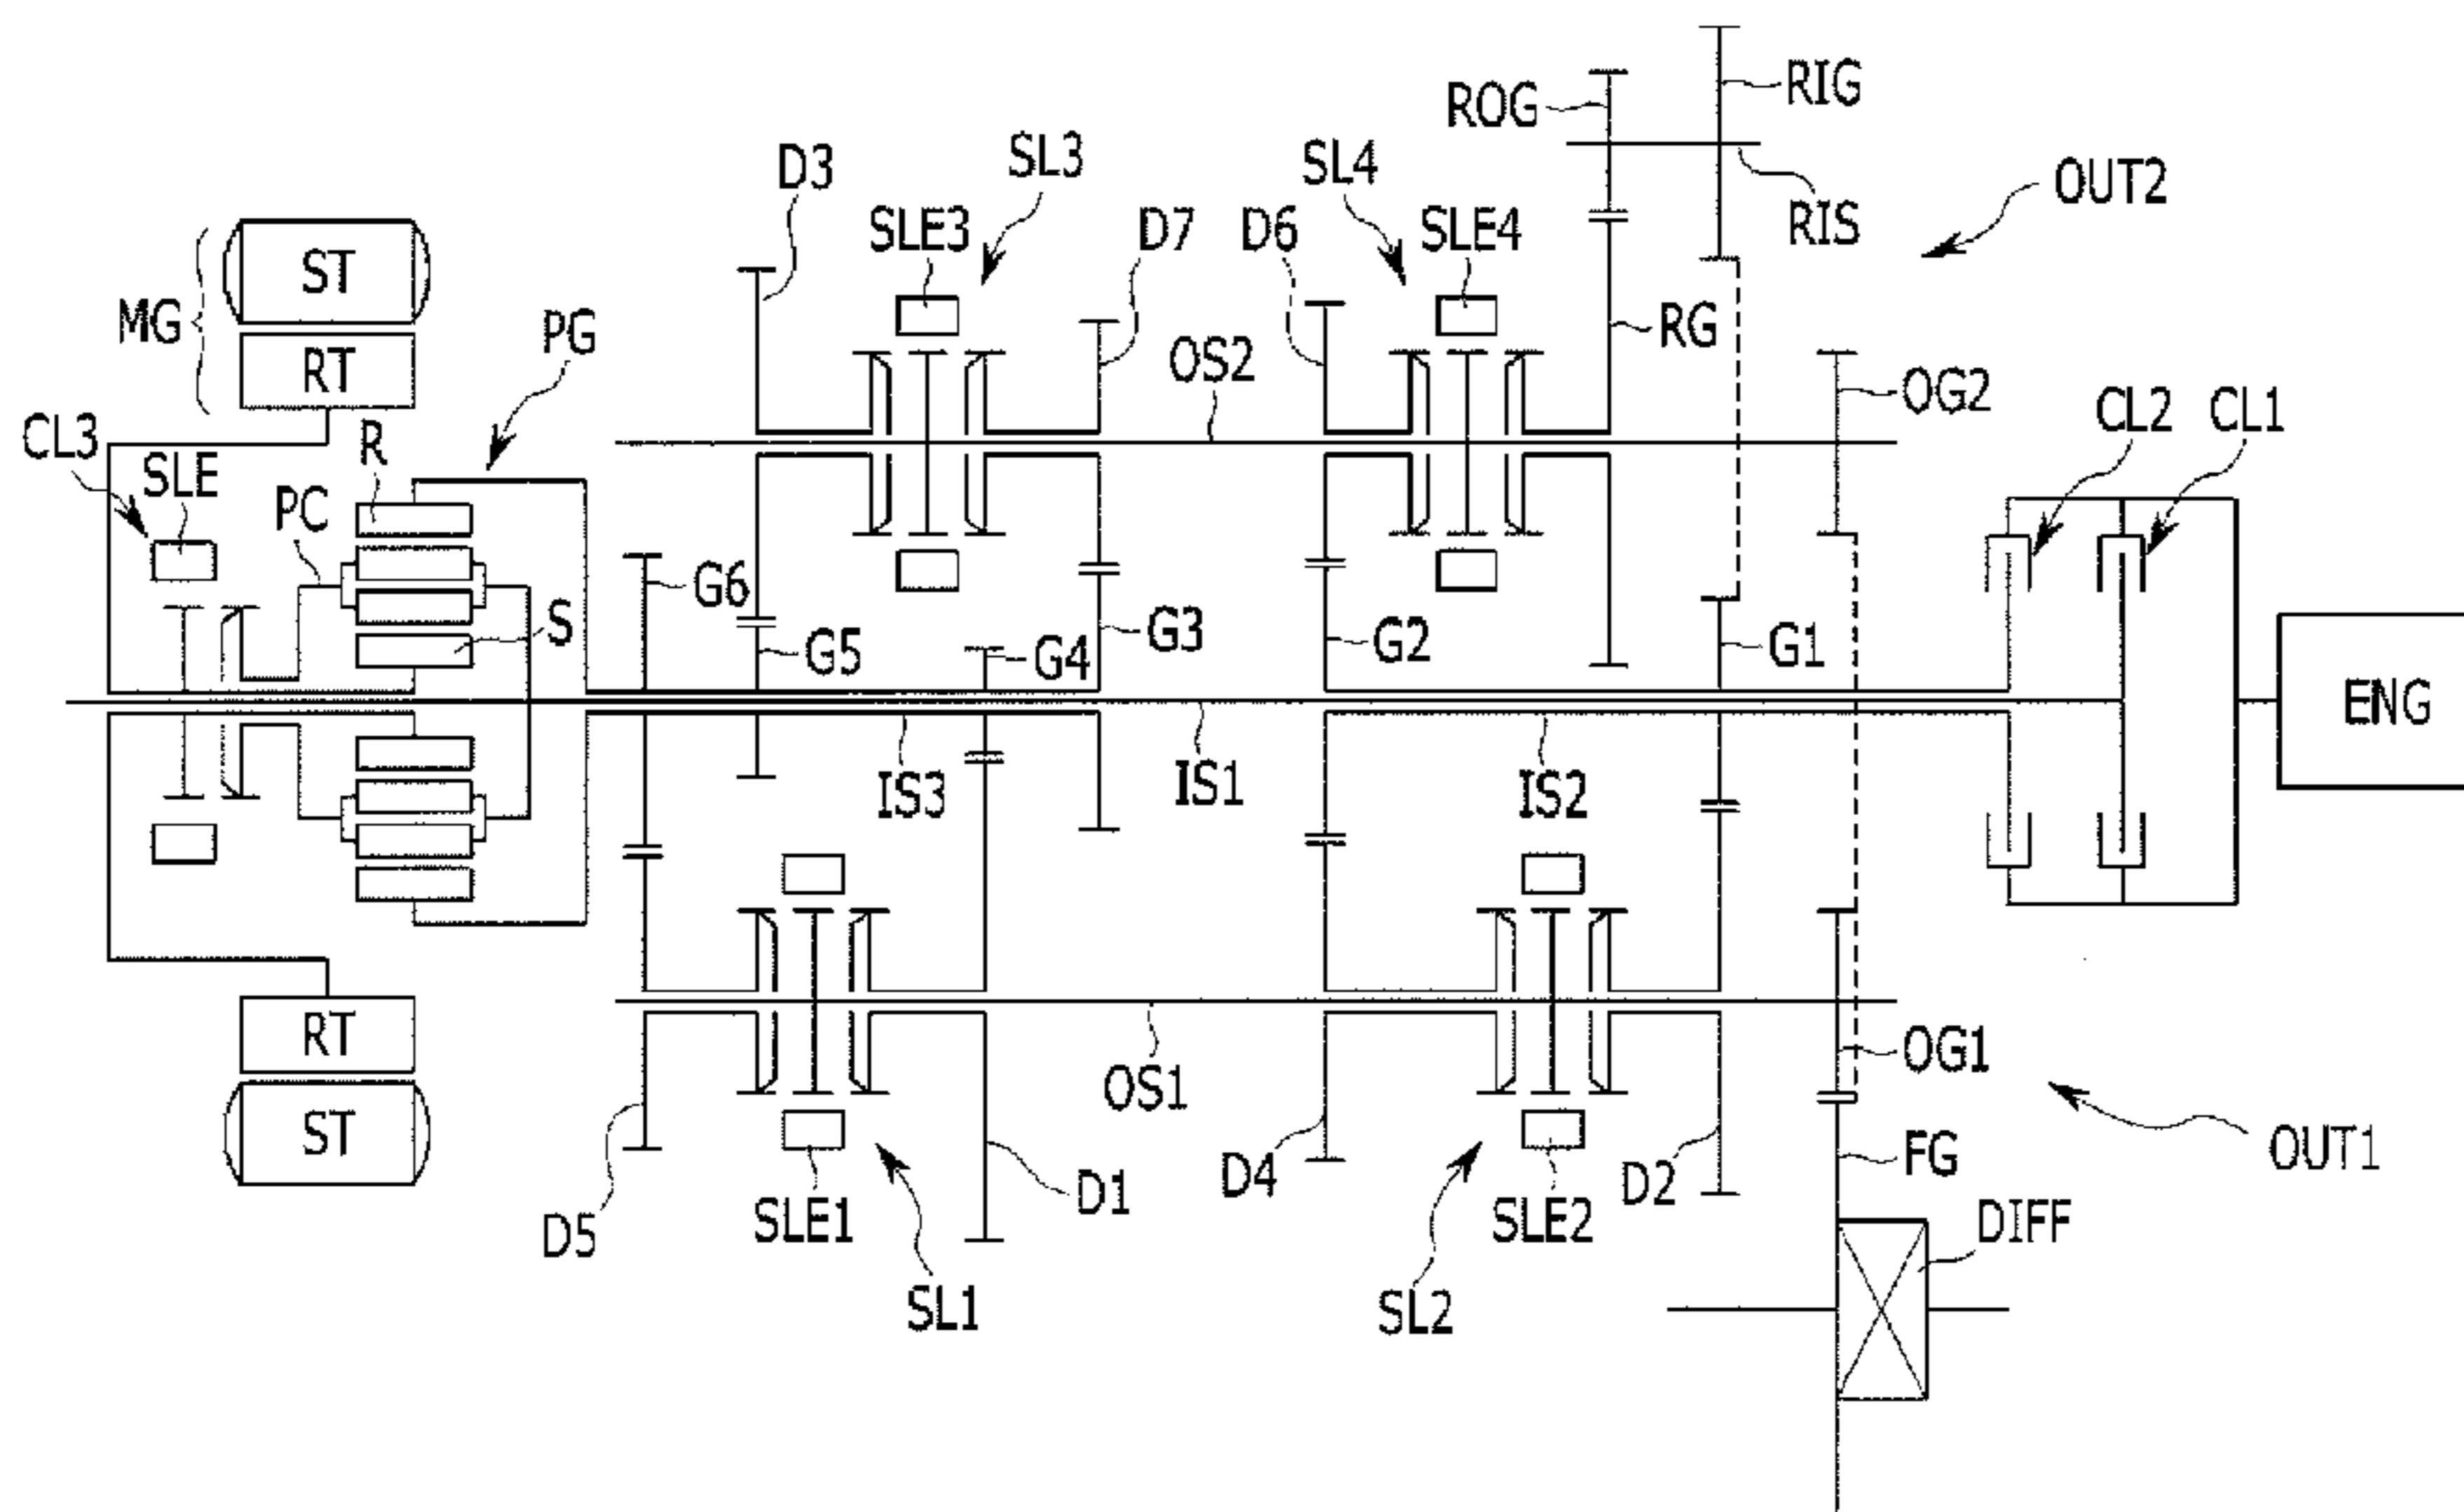 RIG
ROG
SL3
D3
SL4
OUT2
RIS
SLE3
D7
D6
SLE4
ST
MG
PG
RG
RT
OS2
OG2
CL2
CL1
CL3
R
SLE
PC
G6
S
G5
G4
G3
G2
G1
ENG
IS3
IS1
IS2
RT
OS1
OG1
ST
D5
SLE1
D1
D4
SLE2
D2
FG
OUT1
DIFF
SL1
SL2